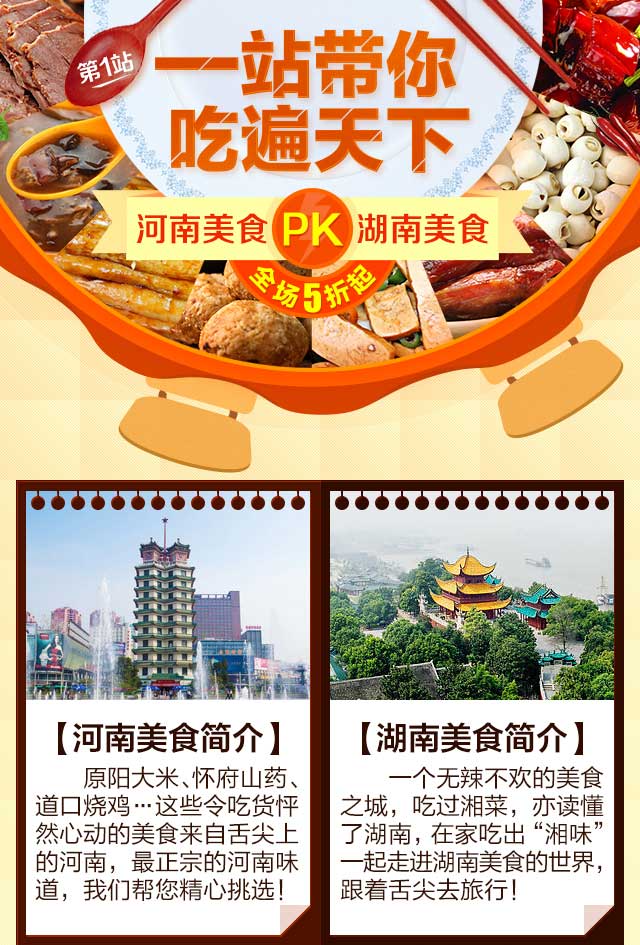 第1站
一站带你
吃遍天下
河南美食 PK 湖南美食
全场5折起
【河南美食简介】
原阳大米、怀府山药、
道口烧鸡…这些令吃货怦
然心动的美食来自舌尖上
的河南，最正宗的河南味
道，我们帮您精心挑选！
【湖南美食简介】
一个无辣不欢的美食
之城，吃过湘菜，亦读懂
了湖南，在家吃出“湘味”
一起走进湖南美食的世界，
跟着舌尖去旅行！